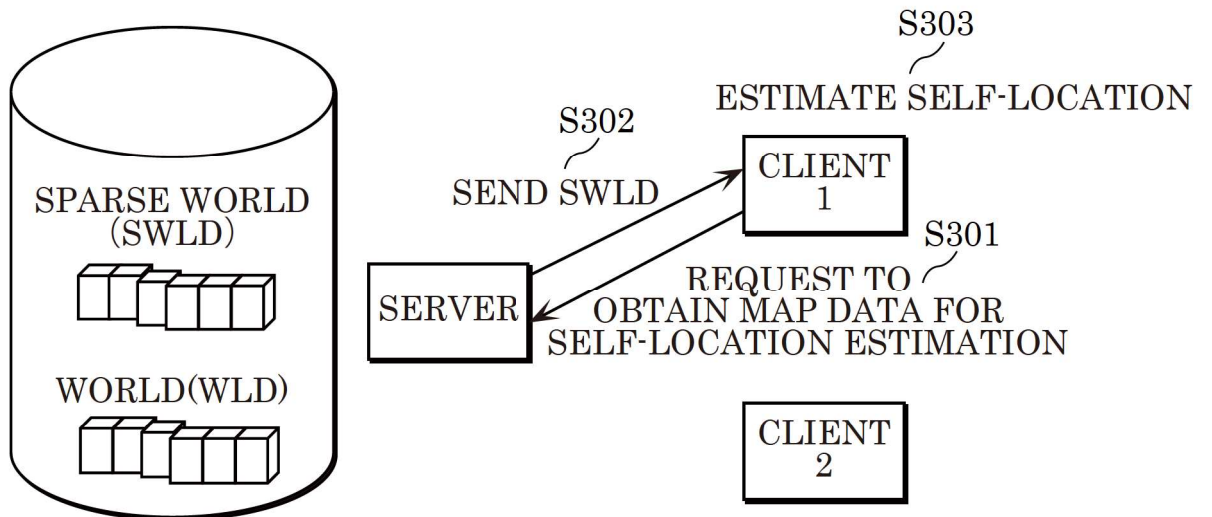 S303
ESTIMATE SELF-LOCATION
S302
SEND SWLD
CLIENT
1
SPARSE WORLD
(SWLD)
S301
REQUEST TO
OBTAIN MAP DATA FOR
SELF-LOCATION ESTIMATION
SERVER
WORLD(WLD)
CLIENT
2